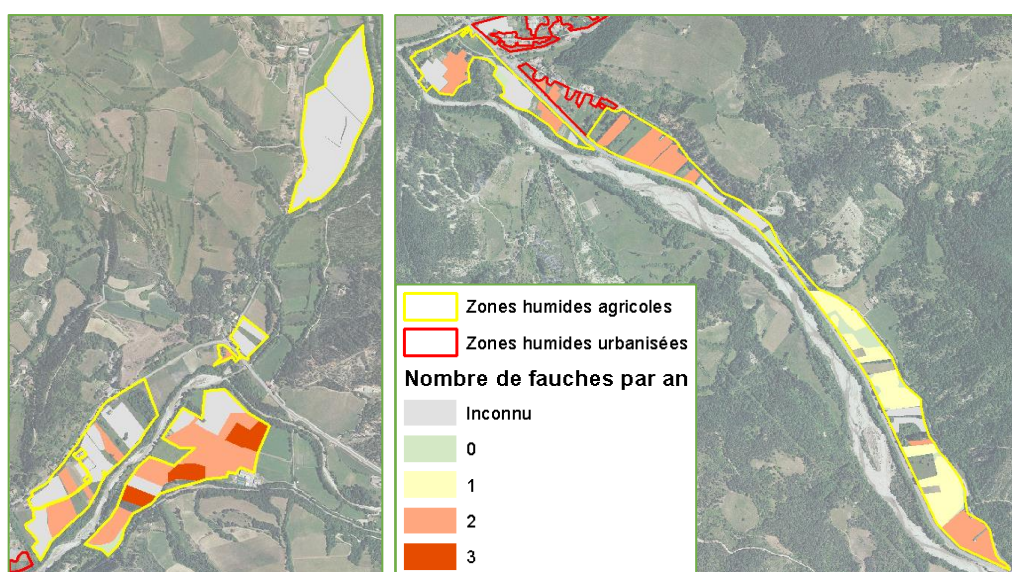 Zones humides agricoles
Zones humides urbanisées
Nombre de fauches par an
Inconnu
0
1
2
3